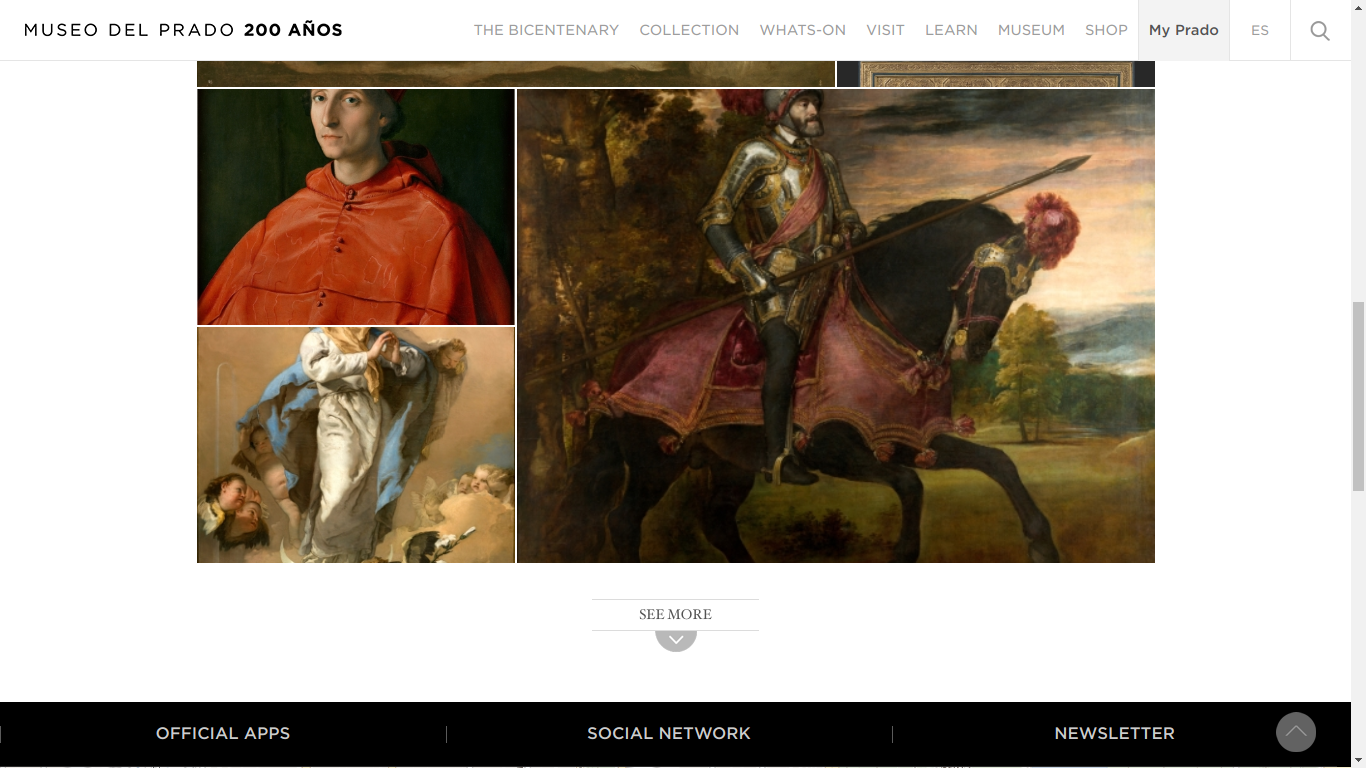 MUSEO DEL PRADO 200 AÑOS
THE BICENTENARY COLLECTION WHATS-ON VISIT LEARN MUSEUM SHOP My Prado ES
SEE MORE
OFFICIAL APPS SOCIAL NETWORK NEWSLETTER